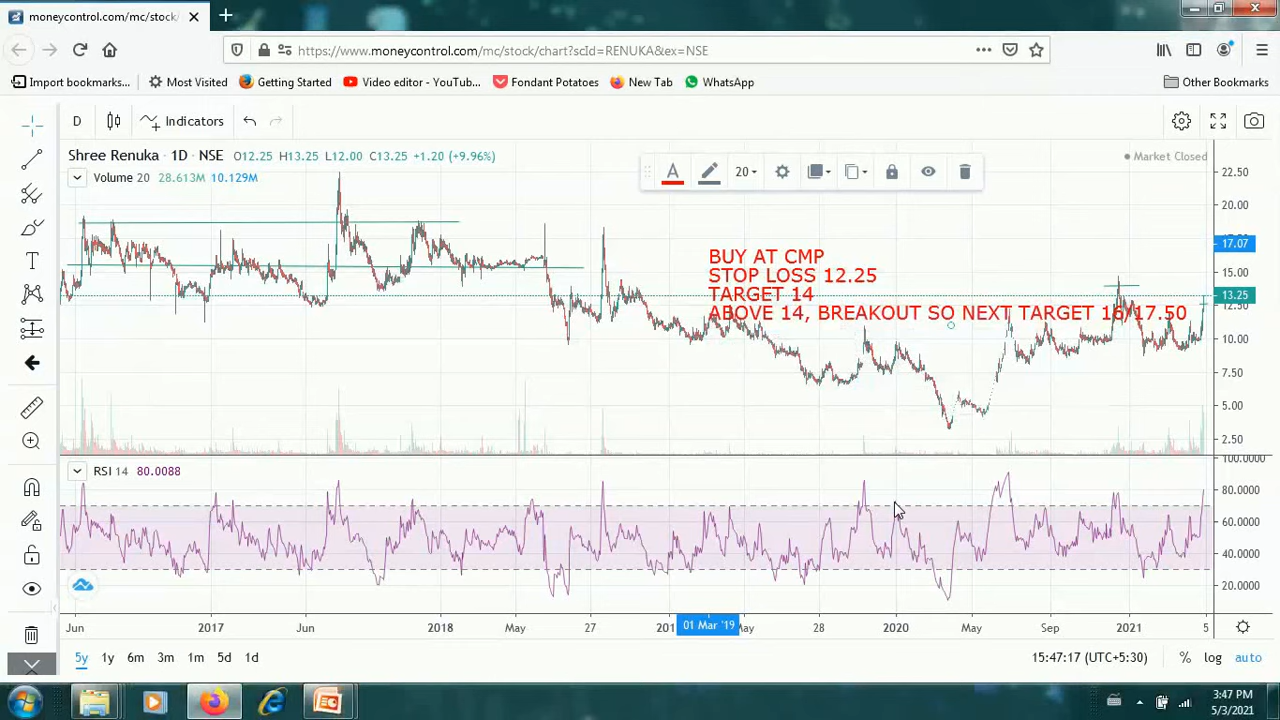 moneycontrol.com/mc/stock/
https://www.moneycontrol.com/mc/stock/chart?scId=RENUKA&ex=NSE
Import bookmarks... Most Visited Getting Started Video editor - YouTub... Fondant Potatoes New Tab WhatsApp Other Bookmarks
D Indicators
Shree Renuka · 1D · NSE O12.25 H13.25 L12.00 C13.25 +1.20 (+9.96%)
Market Closed
Volume 20 28.613M 10.129M
A 20
22.50
20.00
17.07
15.00
13.25
10.00
7.50
5.00
2.50
BUY AT CMP
STOP LOSS 12.25
TARGET 14
ABOVE 14, BREAKOUT SO NEXT TARGET 16/17.50
RSI 14 80.0088
100.0000
80.0000
60.0000
40.0000
20.0000
Jun 2017 Jun 2018 May 27 201 01 Mar '19 May 28 2020 May Sep 2021 5
5y 1y 6m 3m 1m 5d 1d 15:47:17 (UTC+5:30) % log auto
3:47 PM
5/3/2021